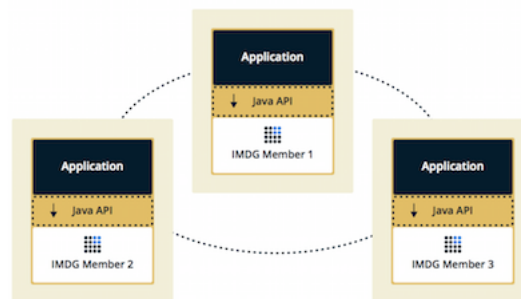 Application
Java API
IMDG Member 1
Application
Java API
IMDG Member 2
Application
Java API
IMDG Member 3